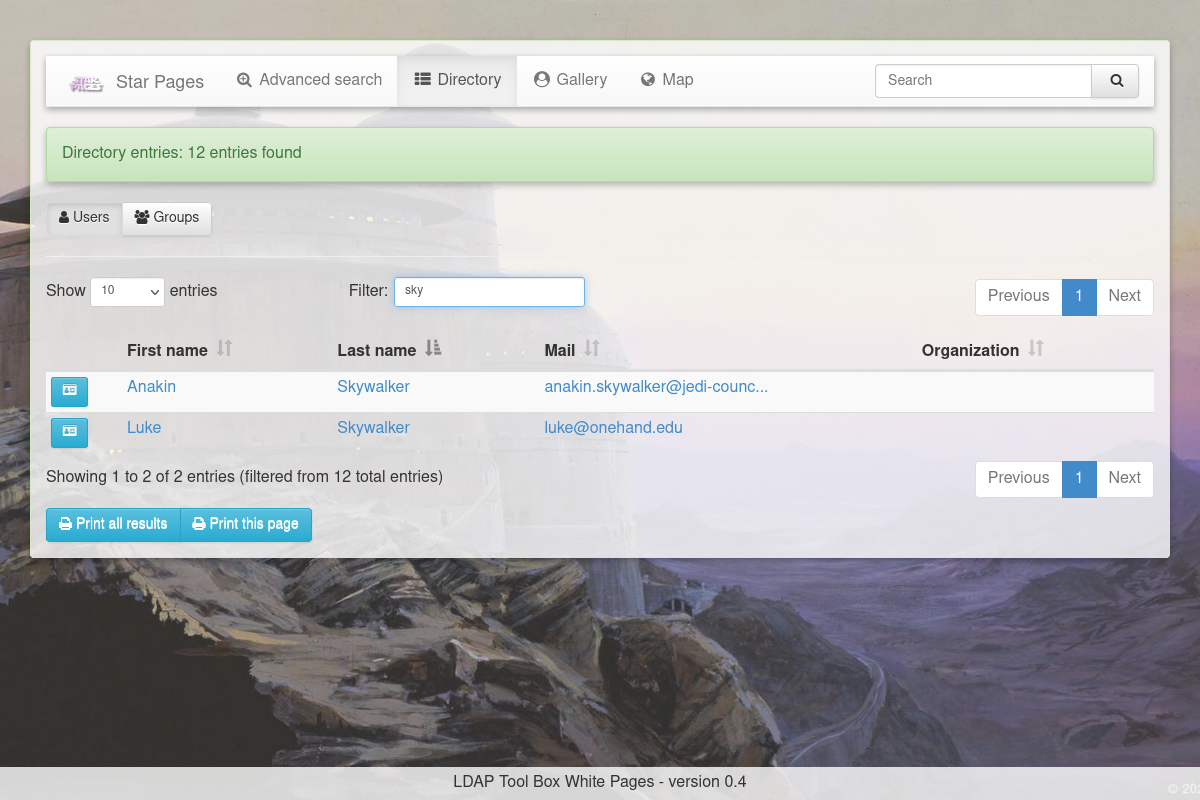 STAR PAGES Star Pages Advanced search Directory Gallery Map Search
Directory entries: 12 entries found
Users Groups
Show 10 entries Filter: sky Previous 1 Next
First name Last name Mail Organization
Anakin Skywalker anakin.skywalker@jedi-counc...
Luke Skywalker luke@onehand.edu
Showing 1 to 2 of 2 entries (filtered from 12 total entries) Previous 1 Next
Print all results Print this page
LDAP Tool Box White Pages - version 0.4
©